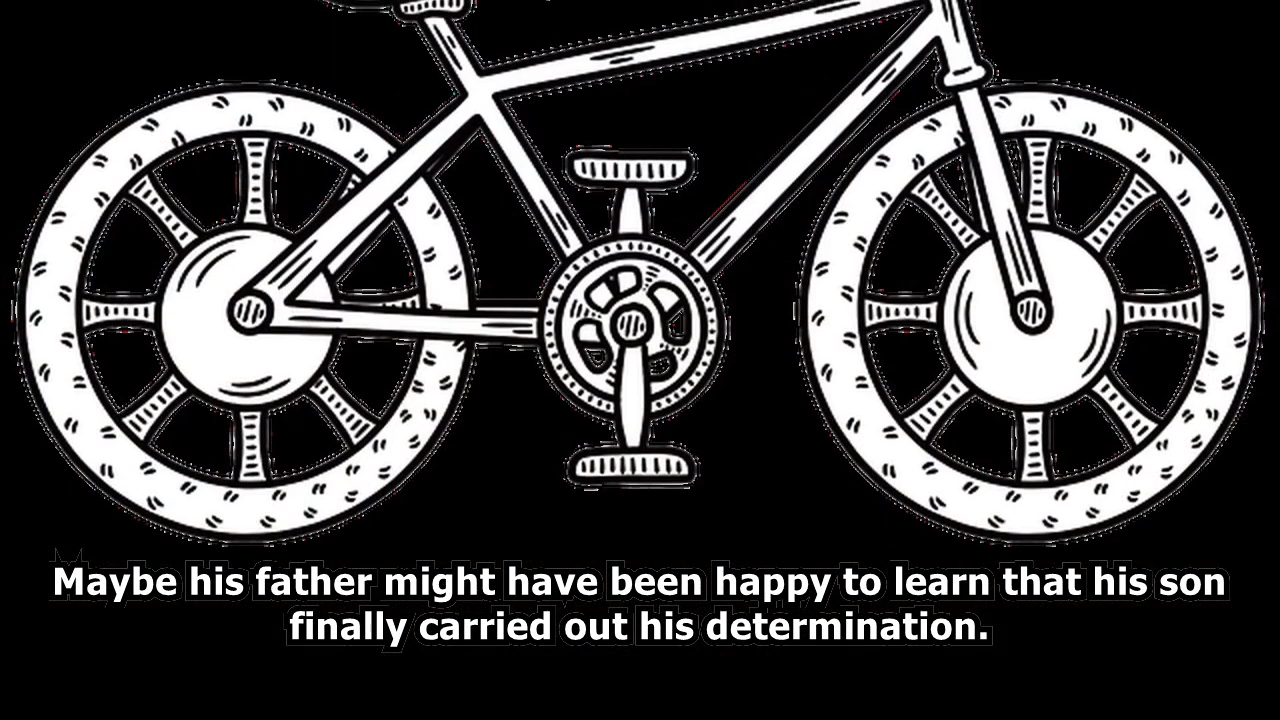 Maybe his father might have been happy to learn that his son
finally carried out his determination.